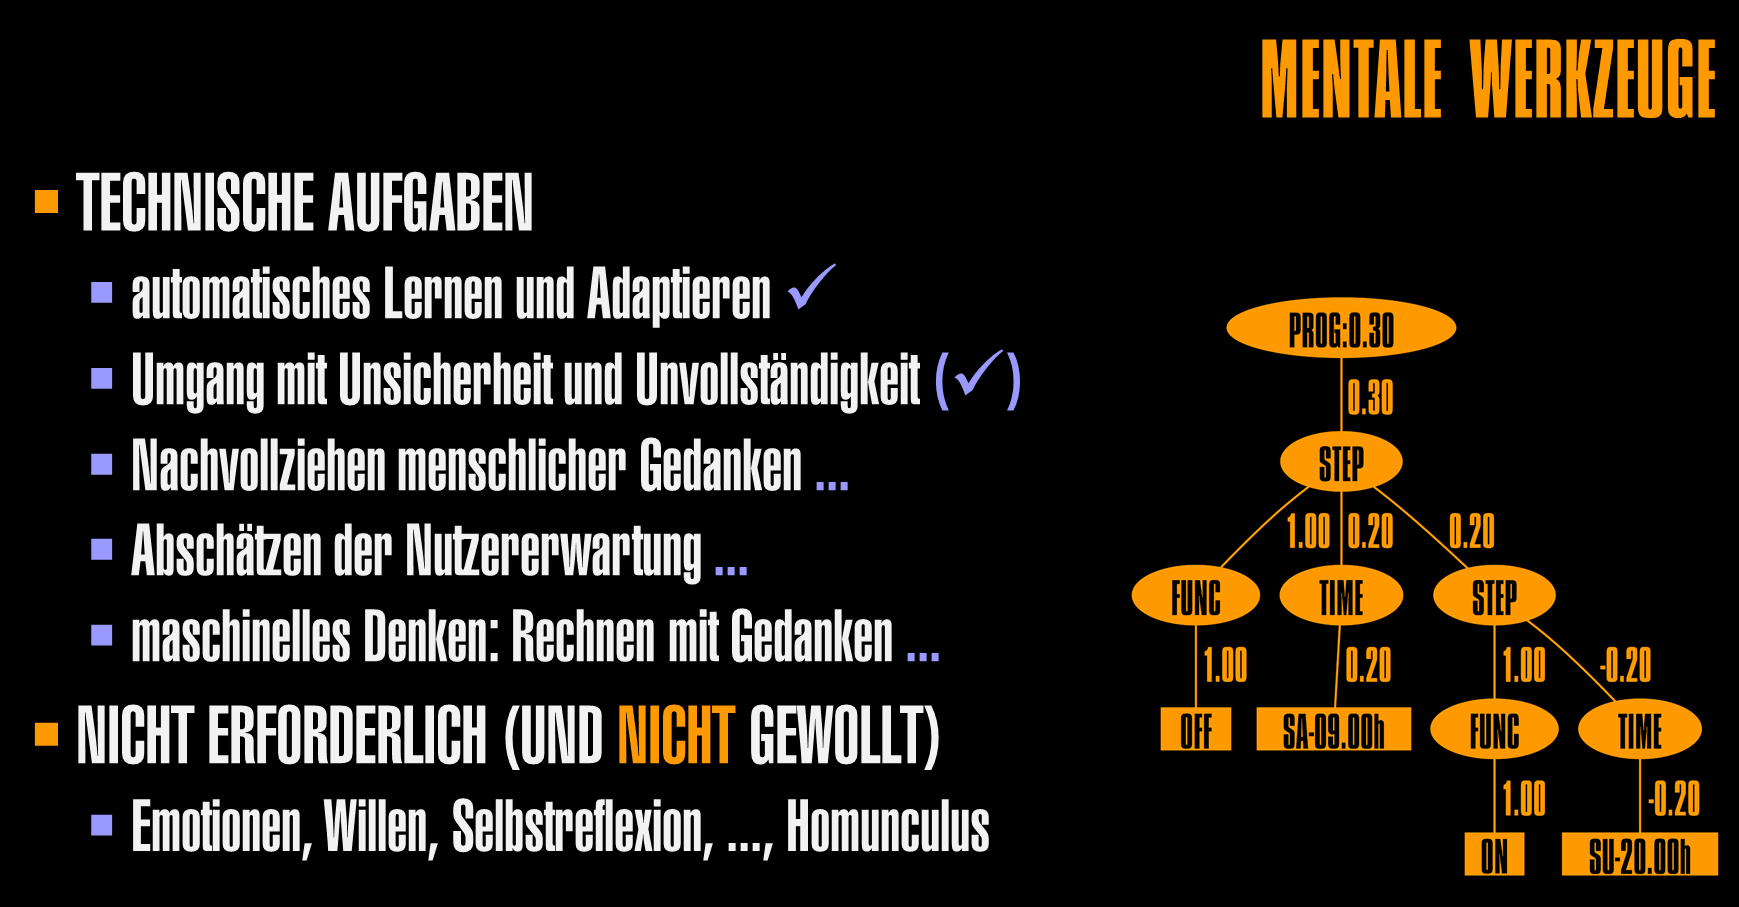 MENTALE WERKZEUGE
TECHNISCHE AUFGABEN
automatisches Lernen und Adaptieren ✓
Umgang mit Unsicherheit und Unvollständigkeit (✓)
Nachvollziehen menschlicher Gedanken ...
Abschätzen der Nutzererwartung ...
maschinelles Denken: Rechnen mit Gedanken ...
NICHT ERFORDERLICH (UND NICHT GEWOLLT)
Emotionen, Willen, Selbstreflexion, ..., Homunculus
PROG:0.30
0.30
STEP
1.00 0.20 0.20
FUNC TIME STEP
1.00 0.20 1.00 -0.20
OFF SA-09.00h FUNC TIME
1.00 -0.20
ON SU-20.00h